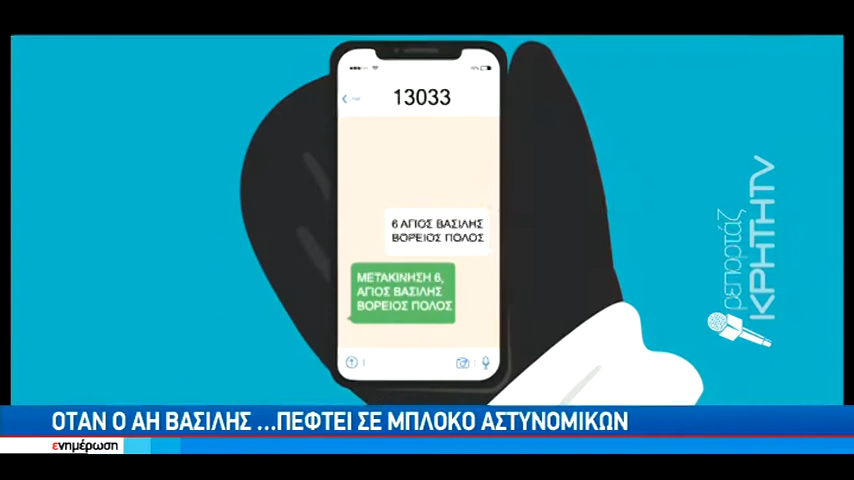 13033
6 ΑΓΙΟΣ ΒΑΣΙΛΗΣ
ΒΟΡΕΙΟΣ ΠΟΛΟΣ
ΜΕΤΑΚΙΝΗΣΗ 6,
ΑΓΙΟΣ ΒΑΣΙΛΗΣ
ΒΟΡΕΙΟΣ ΠΟΛΟΣ
ρεπορτάζ
ΚΡΗΤΗTV
ΟΤΑΝ Ο ΑΗ ΒΑΣΙΛΗΣ ...ΠΕΦΤΕΙ ΣΕ ΜΠΛΟΚΟ ΑΣΤΥΝΟΜΙΚΩΝ
ενημέρωση